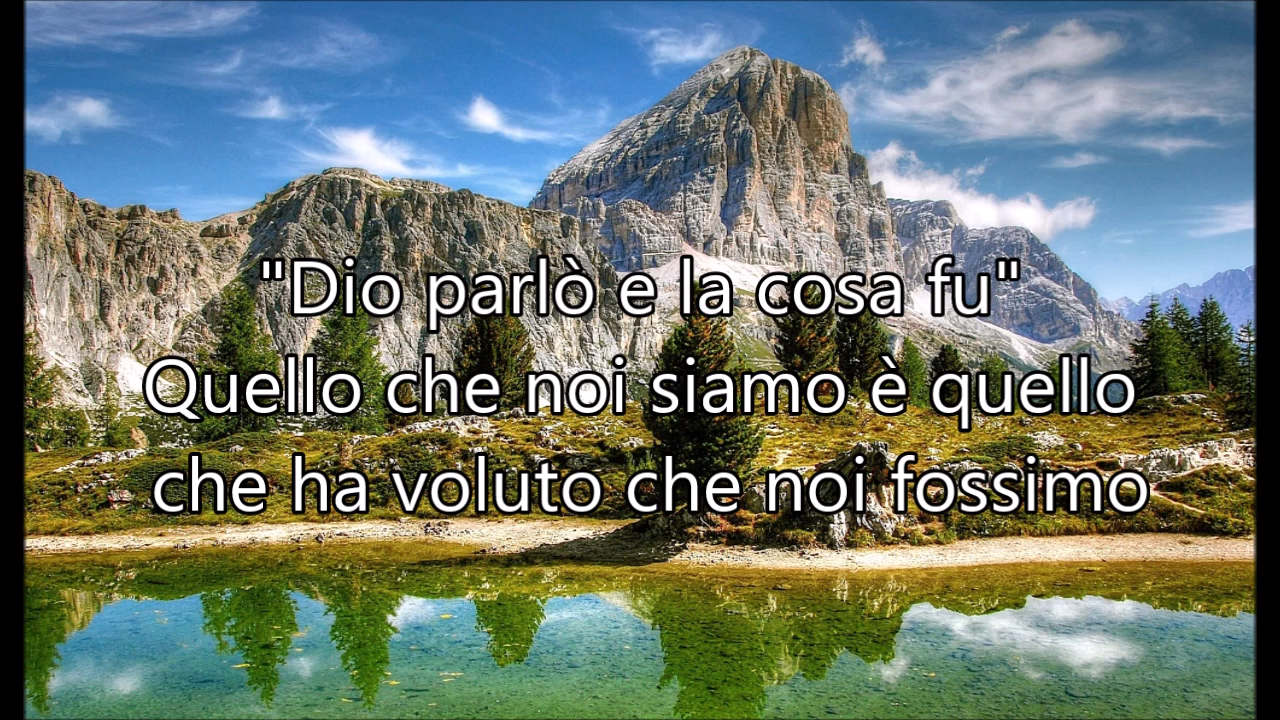 "Dio parlò e la cosa fu"
Quello che noi siamo è quello
che ha voluto che noi fossimo